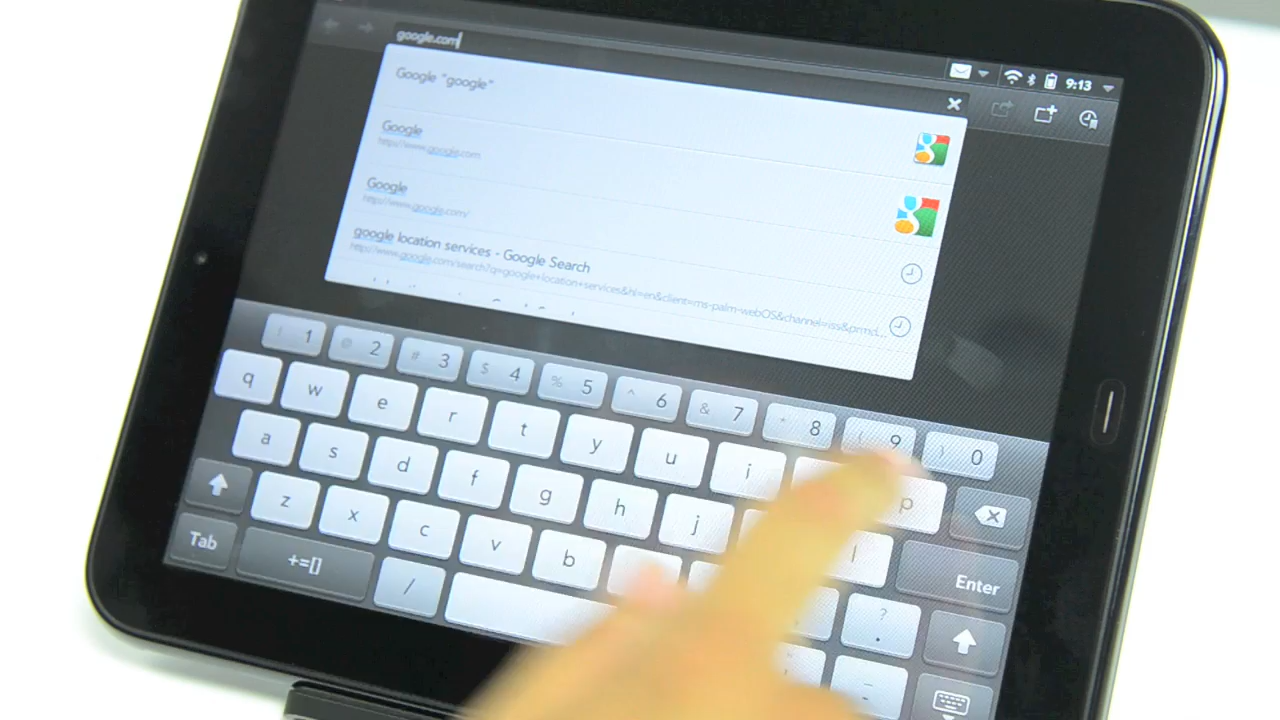 google.com
9:13
Google "google"
Google
http://www.google.com
Google
http://www.google.com/
google location services - Google Search
http://www.google.com/search?q=google+location+services&hl=en&client=ms-palm-webOS&channel=iss&prmd...
! 1 @ 2 # 3 $ 4 % 5 ^ 6 & 7 * 8 ( 9 ) 0
q w e r t y u i p
a s d f g h j l Enter
z x c v b ? .
Tab +=[] / -